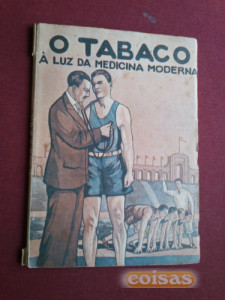 O TABACO
À LUZ DA MEDICINA MODERNA
coisas